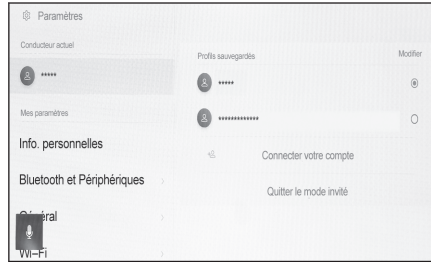 Paramètres
Conducteur actuel
*****
Mes paramètres
Info. personnelles
Bluetooth et Périphériques
Général
Wi-Fi
Profils sauvegardés
Modifier
*****
*************
Connecter votre compte
Quitter le mode invité